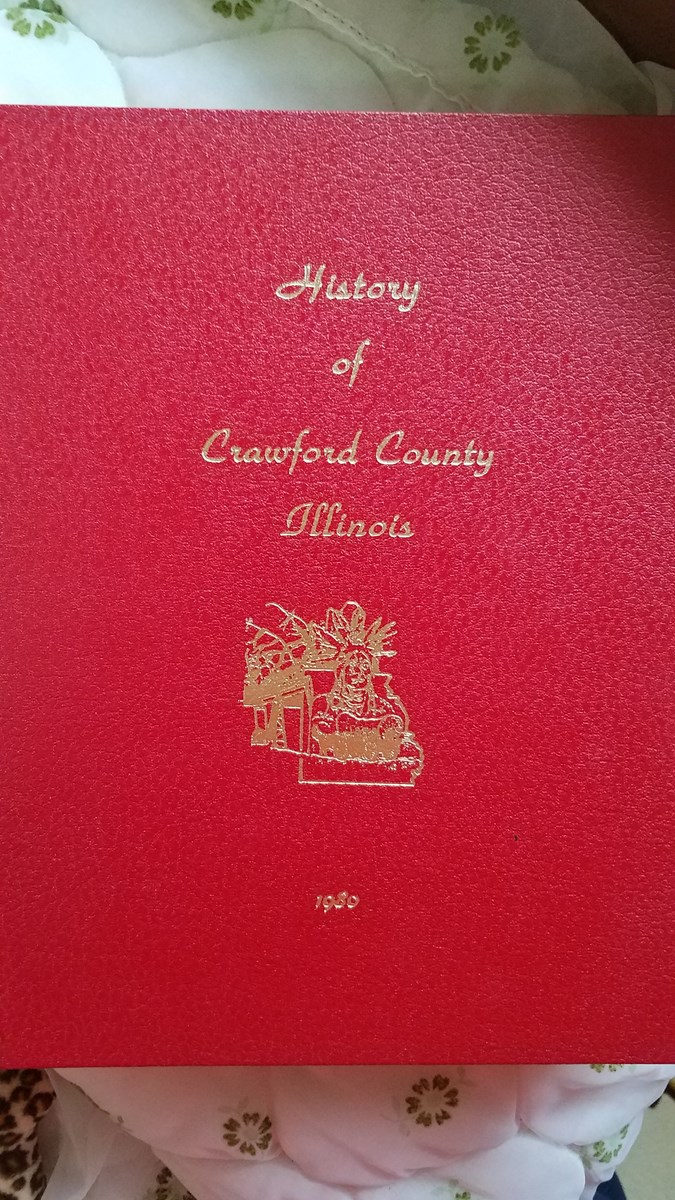 History
of
Crawford County
Illinois
1980